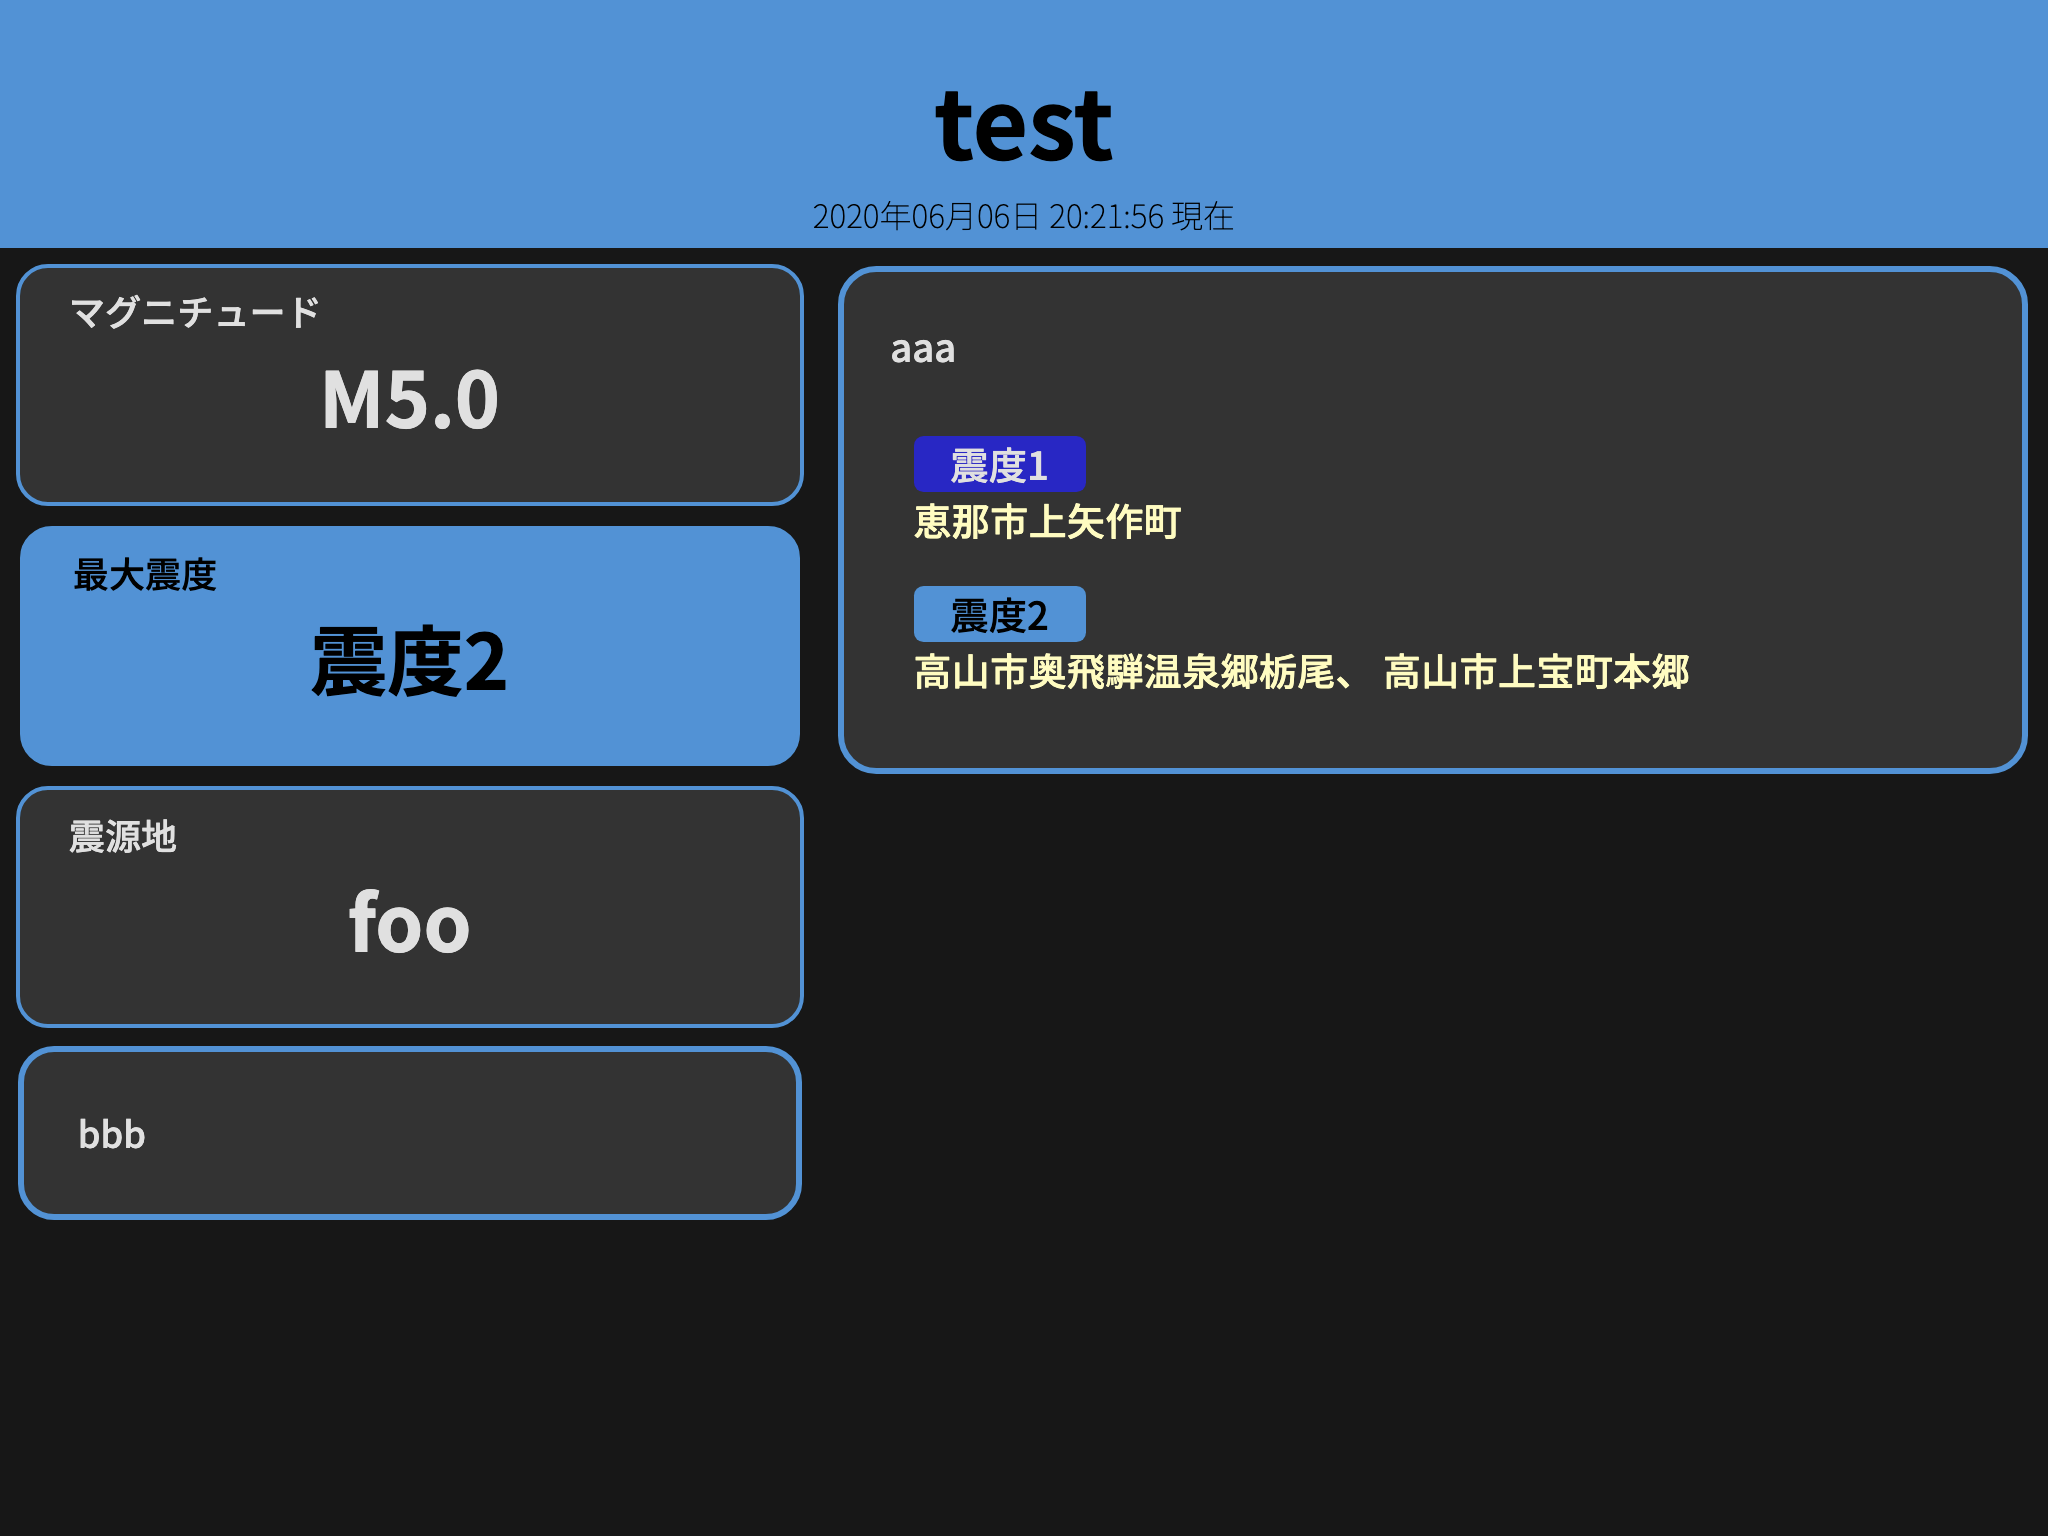 test
2020年06月06日 20:21:56 現在
マグニチュード
M5.0
最大震度
震度2
震源地
foo
bbb
aaa
震度1
恵那市上矢作町
震度2
高山市奥飛騨温泉郷栃尾、 高山市上宝町本郷